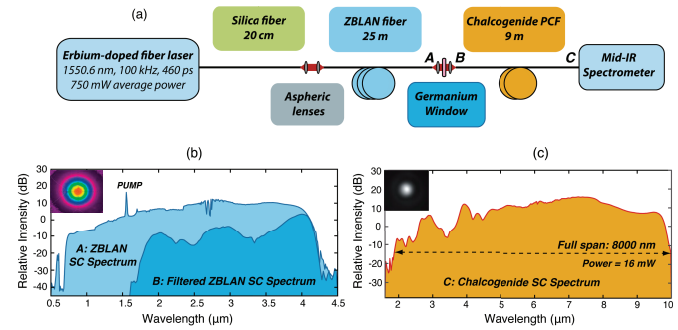 (a)
Silica fiber
20 cm
ZBLAN fiber
25 m
Chalcogenide PCF
9 m
Erbium-doped fiber laser
1550.6 nm, 100 kHz, 460 ps
750 mW average power
A
B
C
Mid-IR
Spectrometer
Aspheric
lenses
Germanium
Window
(b)
Relative Inensity (dB)
30
20
10
0
-10
-20
-30
-40
PUMP
A: ZBLAN
SC Spectrum
B: Filtered ZBLAN SC Spectrum
0.5 1 1.5 2 2.5 3 3.5 4 4.5
Wavelength (µm)
(c)
Relative Inensity (dB)
30
20
10
0
-10
-20
-30
Full span: 8000 nm
Power = 16 mW
C: Chalcogenide SC Spectrum
2 3 4 5 6 7 8 9 10
Wavelength (µm)